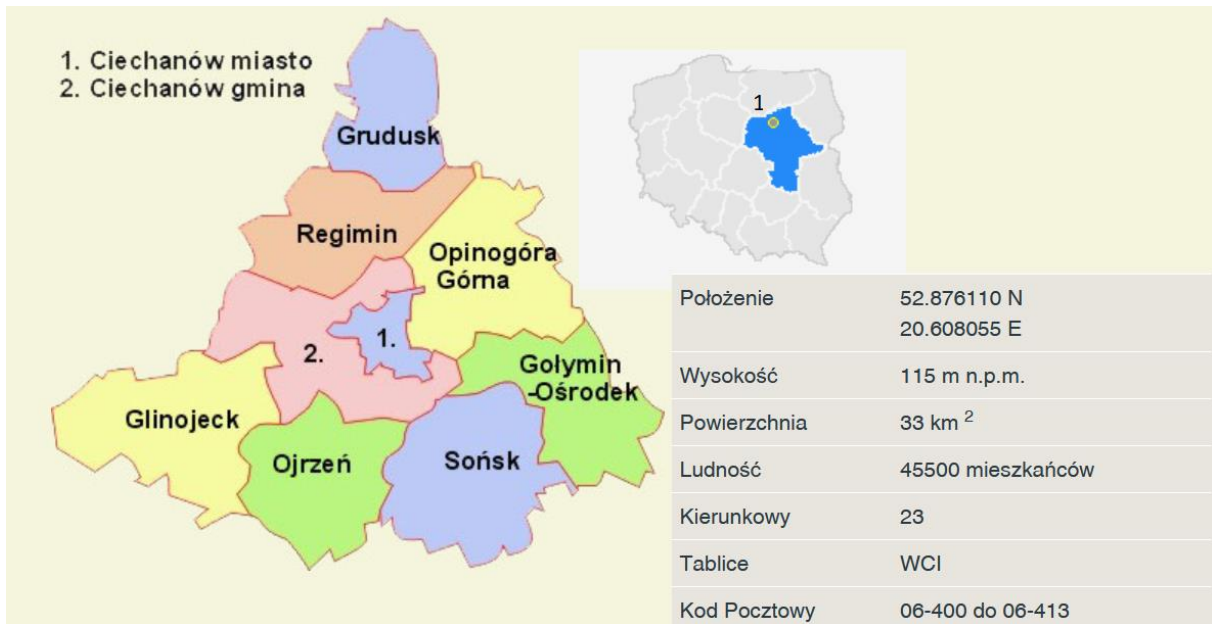 1. Ciechanów miasto
2. Ciechanów gmina
1
Grudusk
Regimin
Opinogóra
Górna
1.
2.
Gołymin
-Ośrodek
Glinojeck
Ojrzeń
Sońsk
Położenie 52.876110 N
20.608055 E
Wysokość 115 m n.p.m.
Powierzchnia 33 km ²
Ludność 45500 mieszkańców
Kierunkowy 23
Tablice WCI
Kod Pocztowy 06-400 do 06-413